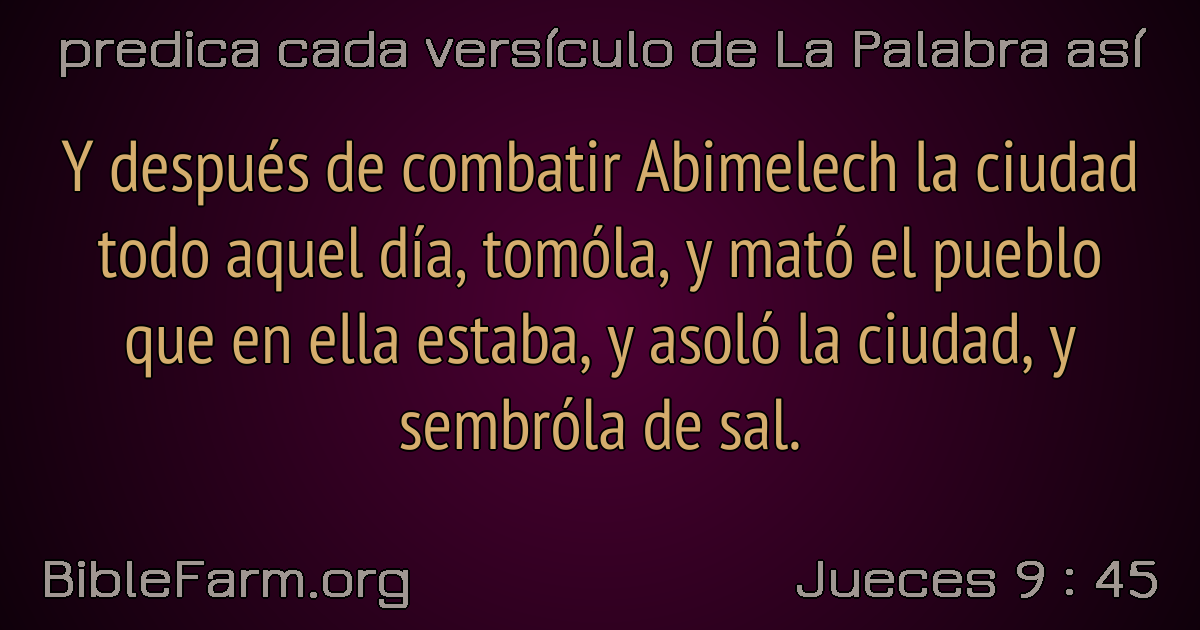 predica cada versículo de La Palabra así
Y después de combatir Abimelech la ciudad
todo aquel día, tomóla, y mató el pueblo
que en ella estaba, y asoló la ciudad, y
sembróla de sal.
BibleFarm.org
Jueces 9 : 45